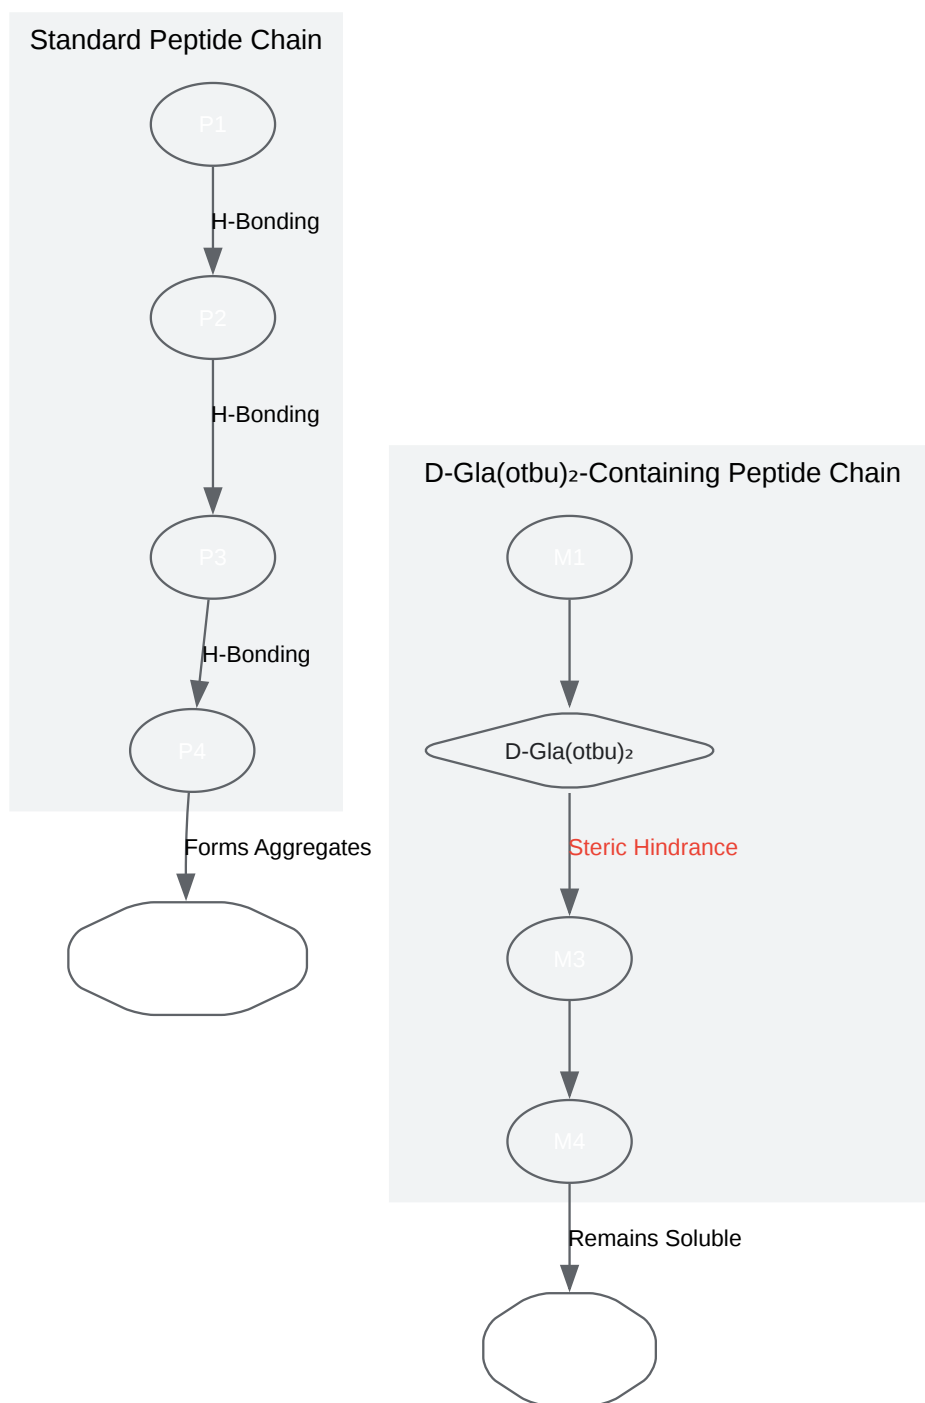 Standard Peptide Chain
P1
H-Bonding
P2
H-Bonding
P3
H-Bonding
P4
Forms Aggregates
D-Gla(otbu)₂-Containing Peptide Chain
M1
D-Gla(otbu)₂
Steric Hindrance
M3
M4
Remains Soluble